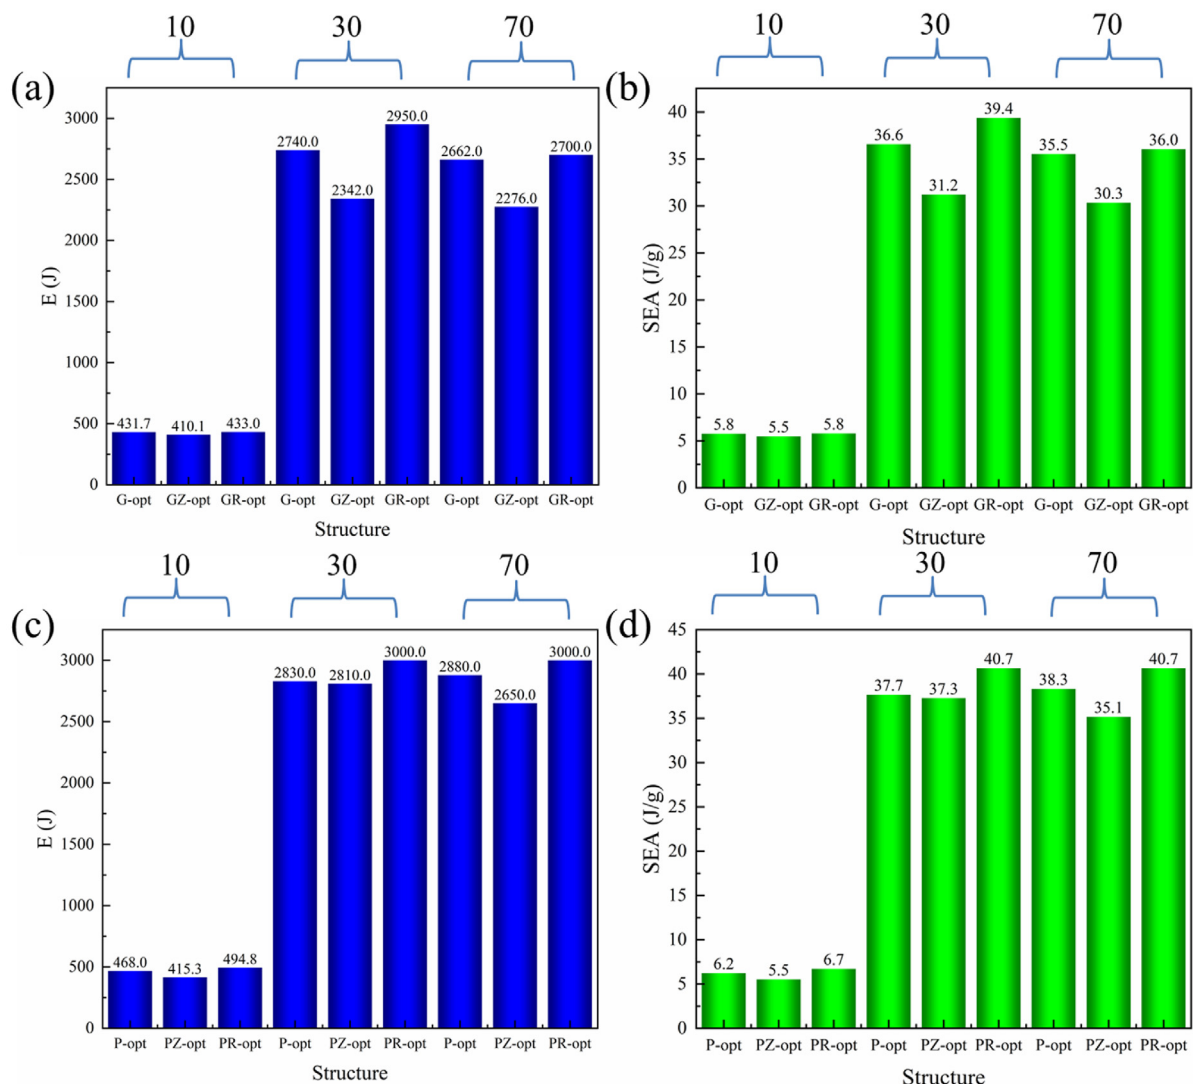 10 30 70
(a)
E (J)
3000
2500
2000
1500
1000
500
0
431.7 410.1 433.0 2740.0 2342.0 2950.0 2662.0 2276.0 2700.0
G-opt GZ-opt GR-opt G-opt GZ-opt GR-opt G-opt GZ-opt GR-opt
Structure
10 30 70
(b)
SEA (J/g)
40
35
30
25
20
15
10
5
0
5.8 5.5 5.8 36.6 31.2 39.4 35.5 30.3 36.0
G-opt GZ-opt GR-opt G-opt GZ-opt GR-opt G-opt GZ-opt GR-opt
Structure
10 30 70
(c)
E (J)
3000
2500
2000
1500
1000
500
0
468.0 415.3 494.8 2830.0 2810.0 3000.0 2880.0 2650.0 3000.0
P-opt PZ-opt PR-opt P-opt PZ-opt PR-opt P-opt PZ-opt PR-opt
Structure
10 30 70
(d)
SEA (J/g)
45
40
35
30
25
20
15
10
5
0
6.2 5.5 6.7 37.7 37.3 40.7 38.3 35.1 40.7
P-opt PZ-opt PR-opt P-opt PZ-opt PR-opt P-opt PZ-opt PR-opt
Structure